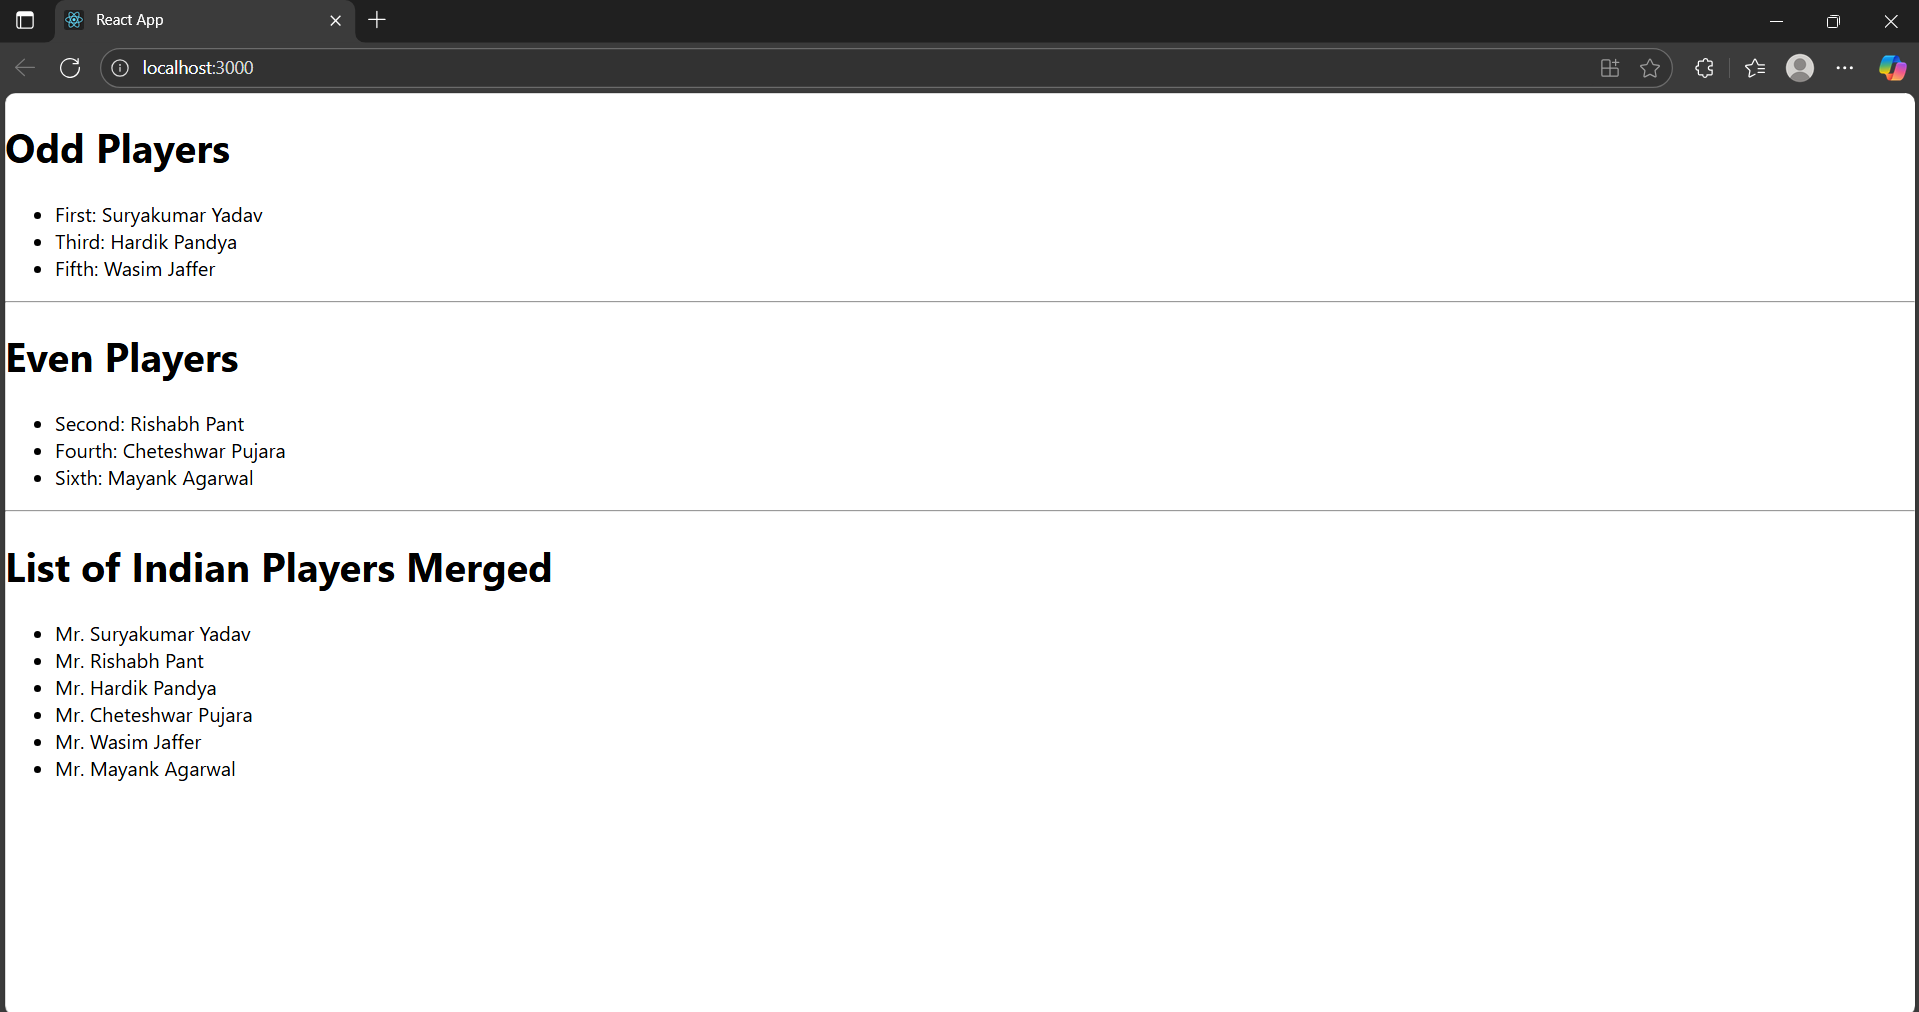 React App
localhost:3000
Odd Players
First: Suryakumar Yadav
Third: Hardik Pandya
Fifth: Wasim Jaffer
Even Players
Second: Rishabh Pant
Fourth: Cheteshwar Pujara
Sixth: Mayank Agarwal
List of Indian Players Merged
Mr. Suryakumar Yadav
Mr. Rishabh Pant
Mr. Hardik Pandya
Mr. Cheteshwar Pujara
Mr. Wasim Jaffer
Mr. Mayank Agarwal